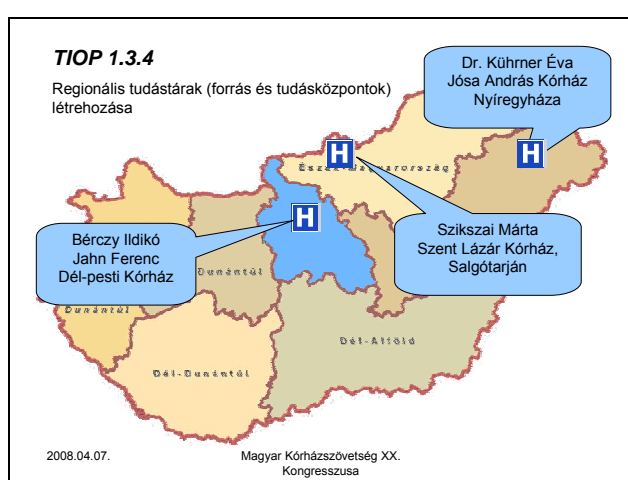 TIOP 1.3.4
Regionális tudástárak (forrás és tudásközpontok)
létrehozása
Dr. Kührner Éva
Jósa András Kórház
Nyíregyháza
H
H
H
Bérczy Ildikó
Jahn Ferenc
Dél-pesti Kórház
Szikszai Márta
Szent Lázár Kórház,
Salgótarján
Dunántúl
Dunántúl
Dél-Alföld
Dél-Dunántúl
2008.04.07.
Magyar Kórházszövetség XX.
Kongresszusa